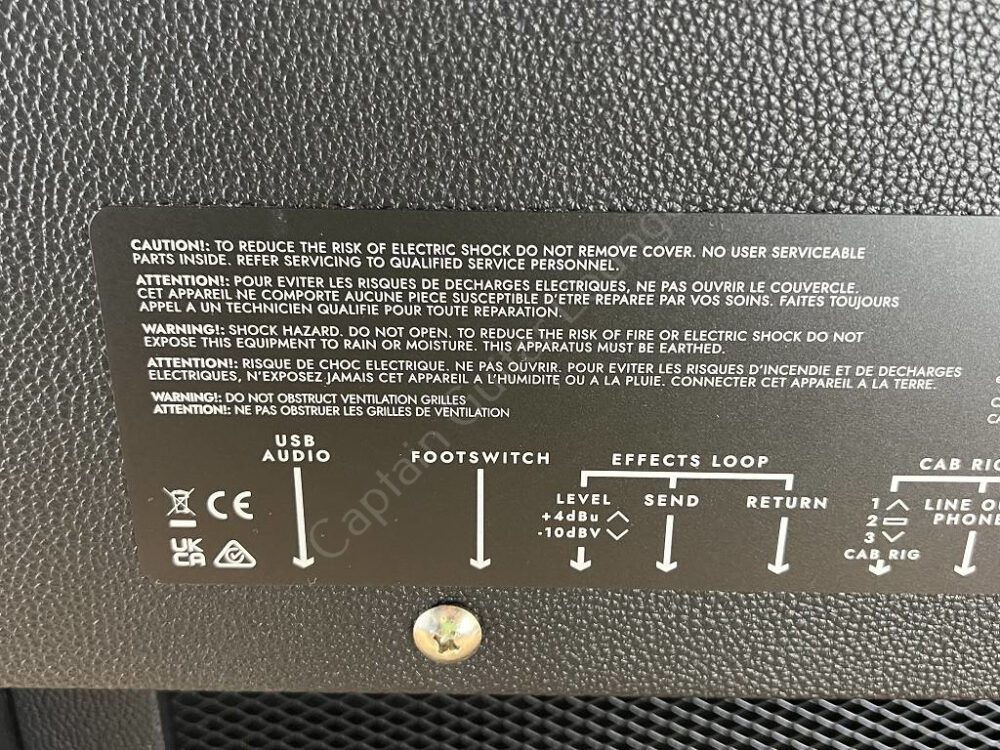 CAUTION!: TO REDUCE THE RISK OF ELECTRIC SHOCK DO NOT REMOVE COVER. NO USER SERVICEABLE
PARTS INSIDE. REFER SERVICING TO QUALIFIED SERVICE PERSONNEL.
ATTENTION!: POUR EVITER LES RISQUES DE DECHARGES ELECTRIQUES, NE PAS OUVRIR LE COUVERCLE.
CET APPAREIL NE COMPORTE AUCUNE PIECE SUSCEPTIBLE D'ETRE REPAREE PAR VOS SOINS. FAITES TOUJOURS
APPEL A UN TECHNICIEN QUALIFIE POUR TOUTE REPARATION.
WARNING!: SHOCK HAZARD. DO NOT OPEN. TO REDUCE THE RISK OF FIRE OR ELECTRIC SHOCK DO NOT
EXPOSE THIS EQUIPMENT TO RAIN OR MOISTURE. THIS APPARATUS MUST BE EARTHED.
ATTENTION!: RISQUE DE CHOC ELECTRIQUE. NE PAS OUVRIR. POUR EVITER LES RISQUES D'INCENDIE ET DE DECHARGES
ELECTRIQUES, N'EXPOSEZ JAMAIS CET APPAREIL A L'HUMIDITE OU A LA PLUIE. CONNECTER CET APPAREIL A LA TERRE.
WARNING!: DO NOT OBSTRUCT VENTILATION GRILLES
ATTENTION!: NE PAS OBSTRUER LES GRILLES DE VENTILATION
USB
AUDIO
FOOTSWITCH
EFFECTS LOOP
LEVEL
+4dBu
-10dBV
SEND
RETURN
CAB RIG
1
2
3
CAB RIG
LINE
PHONE
CE
UK
CA
Captain Guitar Lounge